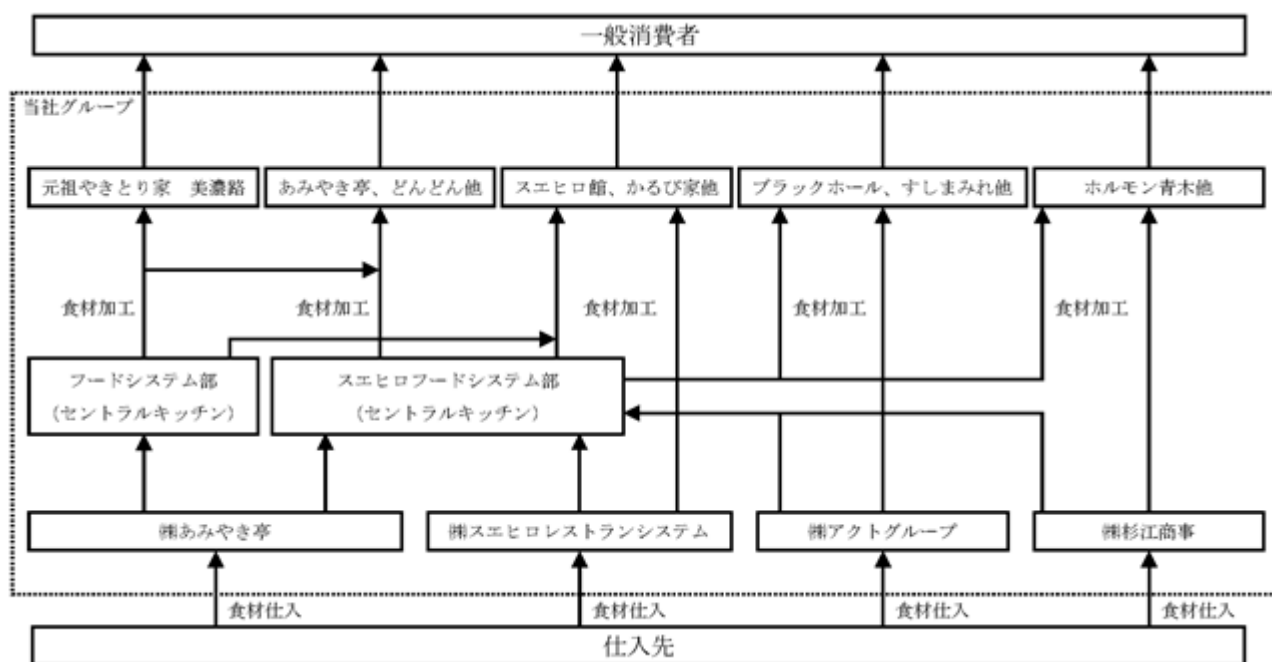 一般消費者
当社グループ
元祖やきとり家　美濃路
あみやき亭、どんどん他
スエヒロ館、かるび家他
ブラックホール、すしまみれ他
ホルモン青木他
食材加工
食材加工
食材加工
食材加工
食材加工
フードシステム部
（セントラルキッチン）
スエヒロフードシステム部
（セントラルキッチン）
㈱あみやき亭
㈱スエヒロレストランシステム
㈱アクトグループ
㈱杉江商事
食材仕入
食材仕入
食材仕入
食材仕入
仕入先